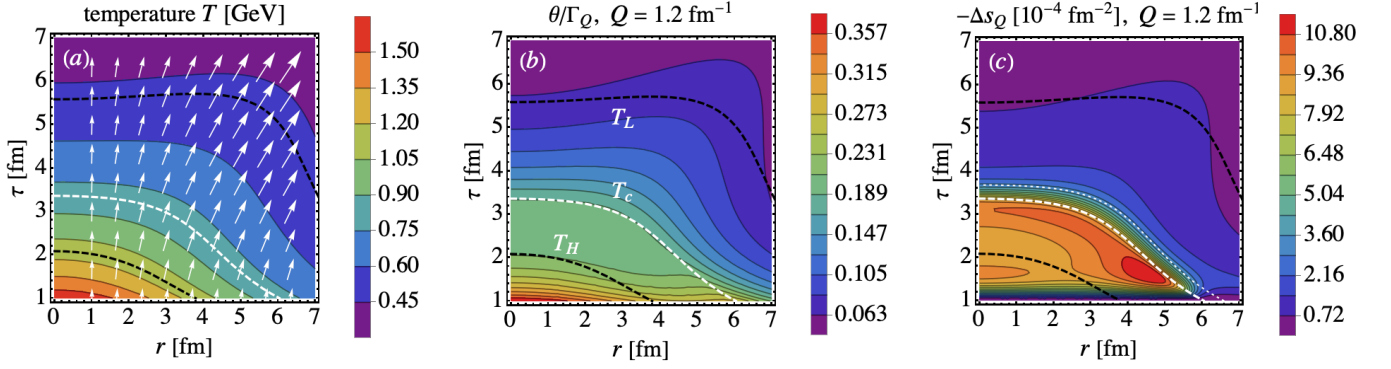 temperature T [GeV]
(a)
τ [fm]
7
6
5
4
3
2
1
0 1 2 3 4 5 6 7
r [fm]
1.50
1.35
1.20
1.05
0.90
0.75
0.60
0.45
θ/Γ_Q, Q = 1.2 fm⁻¹
(b)
T_L
T_c
T_H
τ [fm]
7
6
5
4
3
2
1
0 1 2 3 4 5 6 7
r [fm]
0.357
0.315
0.273
0.231
0.189
0.147
0.105
0.063
−Δs_Q [10⁻⁴ fm⁻²], Q = 1.2 fm⁻¹
(c)
τ [fm]
7
6
5
4
3
2
1
0 1 2 3 4 5 6 7
r [fm]
10.80
9.36
7.92
6.48
5.04
3.60
2.16
0.72